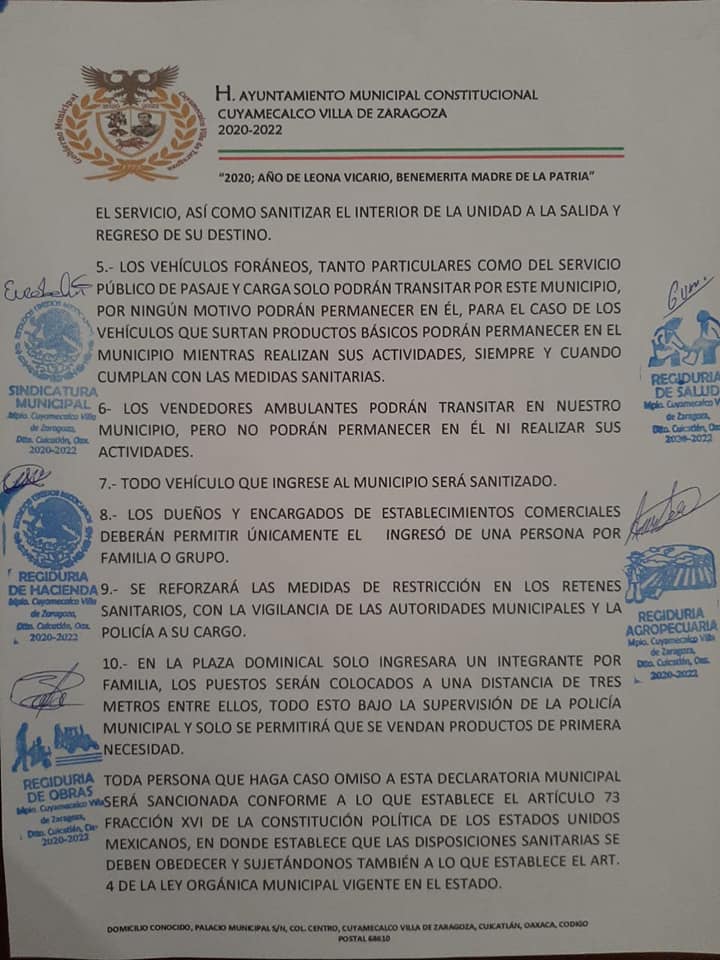 H. AYUNTAMIENTO MUNICIPAL CONSTITUCIONAL
CUYAMECALCO VILLA DE ZARAGOZA
2020-2022
Gobierno Municipal
Cuyamecalco Villa de Zaragoza
2020 2022
“2020; AÑO DE LEONA VICARIO, BENEMERITA MADRE DE LA PATRIA”
EL SERVICIO, ASÍ COMO SANITIZAR EL INTERIOR DE LA UNIDAD A LA SALIDA Y
REGRESO DE SU DESTINO.
5.- LOS VEHÍCULOS FORÁNEOS, TANTO PARTICULARES COMO DEL SERVICIO
PÚBLICO DE PASAJE Y CARGA SOLO PODRÁN TRANSITAR POR ESTE MUNICIPIO,
POR NINGÚN MOTIVO PODRÁN PERMANECER EN ÉL, PARA EL CASO DE LOS
VEHÍCULOS QUE SURTAN PRODUCTOS BÁSICOS PODRÁN PERMANECER EN EL
MUNICIPIO MIENTRAS REALIZAN SUS ACTIVIDADES, SIEMPRE Y CUANDO
CUMPLAN CON LAS MEDIDAS SANITARIAS.
6- LOS VENDEDORES AMBULANTES PODRÁN TRANSITAR EN NUESTRO
MUNICIPIO, PERO NO PODRÁN PERMANECER EN ÉL NI REALIZAR SUS
ACTIVIDADES.
7.- TODO VEHÍCULO QUE INGRESE AL MUNICIPIO SERÁ SANITIZADO.
8.- LOS DUEÑOS Y ENCARGADOS DE ESTABLECIMIENTOS COMERCIALES
DEBERÁN PERMITIR ÚNICAMENTE EL INGRESÓ DE UNA PERSONA POR
FAMILIA O GRUPO.
9.- SE REFORZARÁ LAS MEDIDAS DE RESTRICCIÓN EN LOS RETENES
SANITARIOS, CON LA VIGILANCIA DE LAS AUTORIDADES MUNICIPALES Y LA
POLICÍA A SU CARGO.
10.- EN LA PLAZA DOMINICAL SOLO INGRESARA UN INTEGRANTE POR
FAMILIA, LOS PUESTOS SERÁN COLOCADOS A UNA DISTANCIA DE TRES
METROS ENTRE ELLOS, TODO ESTO BAJO LA SUPERVISIÓN DE LA POLICÍA
MUNICIPAL Y SOLO SE PERMITIRÁ QUE SE VENDAN PRODUCTOS DE PRIMERA
NECESIDAD.
TODA PERSONA QUE HAGA CASO OMISO A ESTA DECLARATORIA MUNICIPAL
SERÁ SANCIONADA CONFORME A LO QUE ESTABLECE EL ARTÍCULO 73
FRACCIÓN XVI DE LA CONSTITUCIÓN POLÍTICA DE LOS ESTADOS UNIDOS
MEXICANOS, EN DONDE ESTABLECE QUE LAS DISPOSICIONES SANITARIAS SE
DEBEN OBEDECER Y SUJETÁNDONOS TAMBIÉN A LO QUE ESTABLECE EL ART.
4 DE LA LEY ORGÁNICA MUNICIPAL VIGENTE EN EL ESTADO.
ESTADOS UNIDOS MEXICANOS
SINDICATURA
MUNICIPAL
Mpio. Cuyamecalco Villa
de Zaragoza,
Dtto. Cuicatlán, Oax.
2020-2022
ESTADOS UNIDOS MEXICANOS
REGIDURIA
DE HACIENDA
Mpio. Cuyamecalco Villa
de Zaragoza,
Dtto. Cuicatlán, Oax.
2020-2022
REGIDURIA
DE OBRAS
Mpio. Cuyamecalco Villa
de Zaragoza,
Dtto. Cuicatlán, Oax.
2020-2022
REGIDURIA
DE SALUD
Mpio. Cuyamecalco Villa
de Zaragoza,
Dtto. Cuicatlán, Oax.
2020-2022
REGIDURIA
AGROPECUARIA
Mpio. Cuyamecalco Villa
de Zaragoza,
Dtto. Cuicatlán, Oax.
2020-2022
DOMICILIO CONOCIDO, PALACIO MUNICIPAL S/N, COL. CENTRO, CUYAMECALCO VILLA DE ZARAGOZA, CUICATLÁN, OAXACA, CODIGO
POSTAL 68610